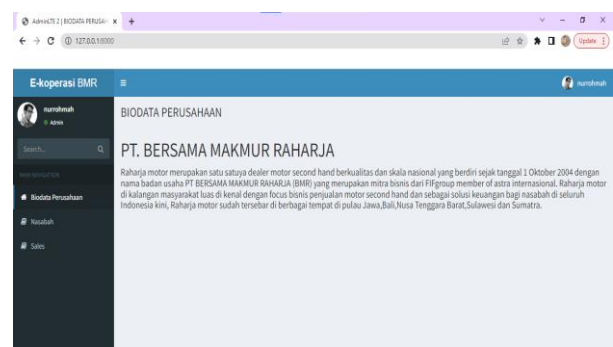 AdminLTE 2 | BIODATA PERUSAH
127.0.0.1:8000
Update
E-koperasi BMR
nurrohmah
nurrohmah
Admin
BIODATA PERUSAHAAN
Search...
PT. BERSAMA MAKMUR RAHARJA
MAIN NAVIGATION
Raharja motor merupakan satu satuya dealer motor second hand berkualitas dan skala nasional yang berdiri sejak tanggal 1 Oktober 2004 dengan
nama badan usaha PT BERSAMA MAKMUR RAHARJA (BMR) yang merupakan mitra bisnis dari FIFgroup member of astra internasional. Raharja motor
di kalangan masyarakat luas di kenal dengan focus bisnis penjualan motor second hand dan sebagai solusi keuangan bagi nasabah di seluruh
Indonesia kini, Raharja motor sudah tersebar di berbagai tempat di pulau Jawa,Bali,Nusa Tenggara Barat,Sulawesi dan Sumatra.
Biodata Perusahaan
Nasabah
Sales